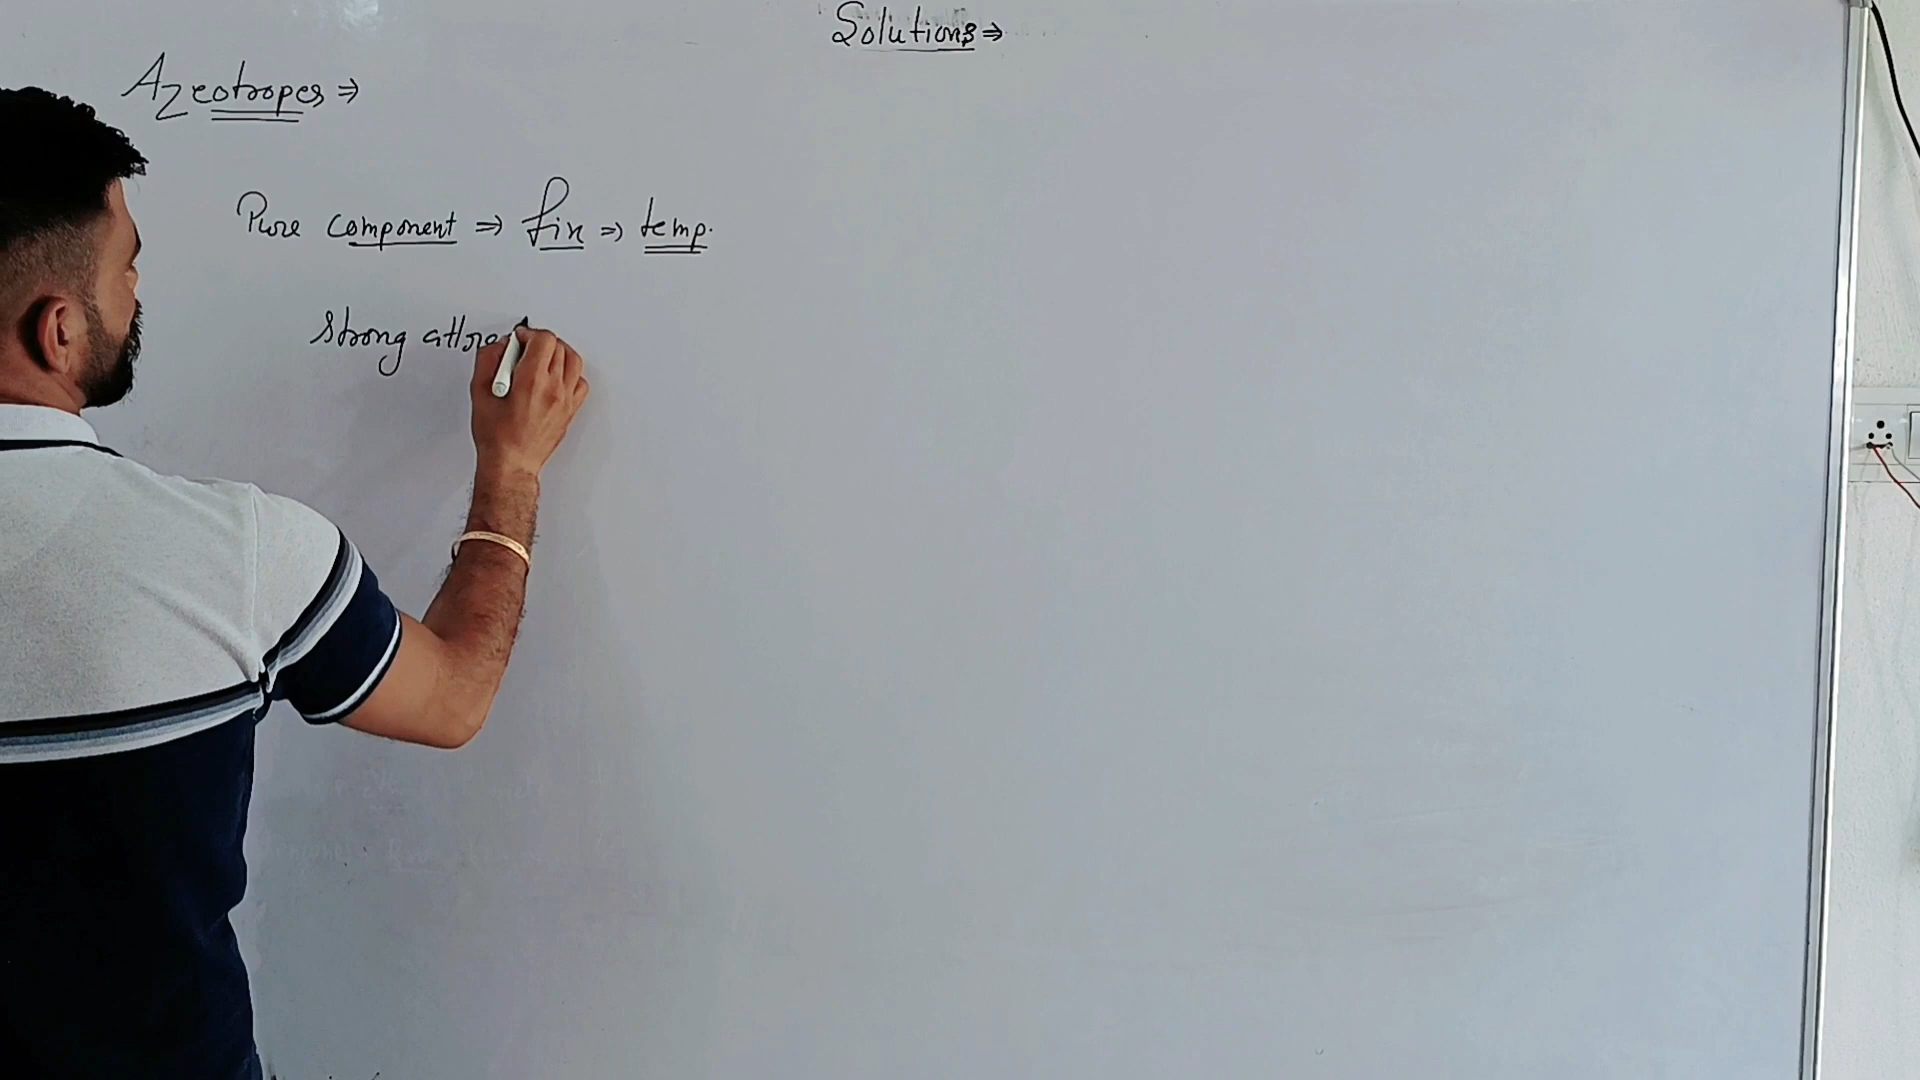 Solutions ⇒
Azeotropes ⇒
Pure component ⇒ fix ⇒ temp.
Strong attra